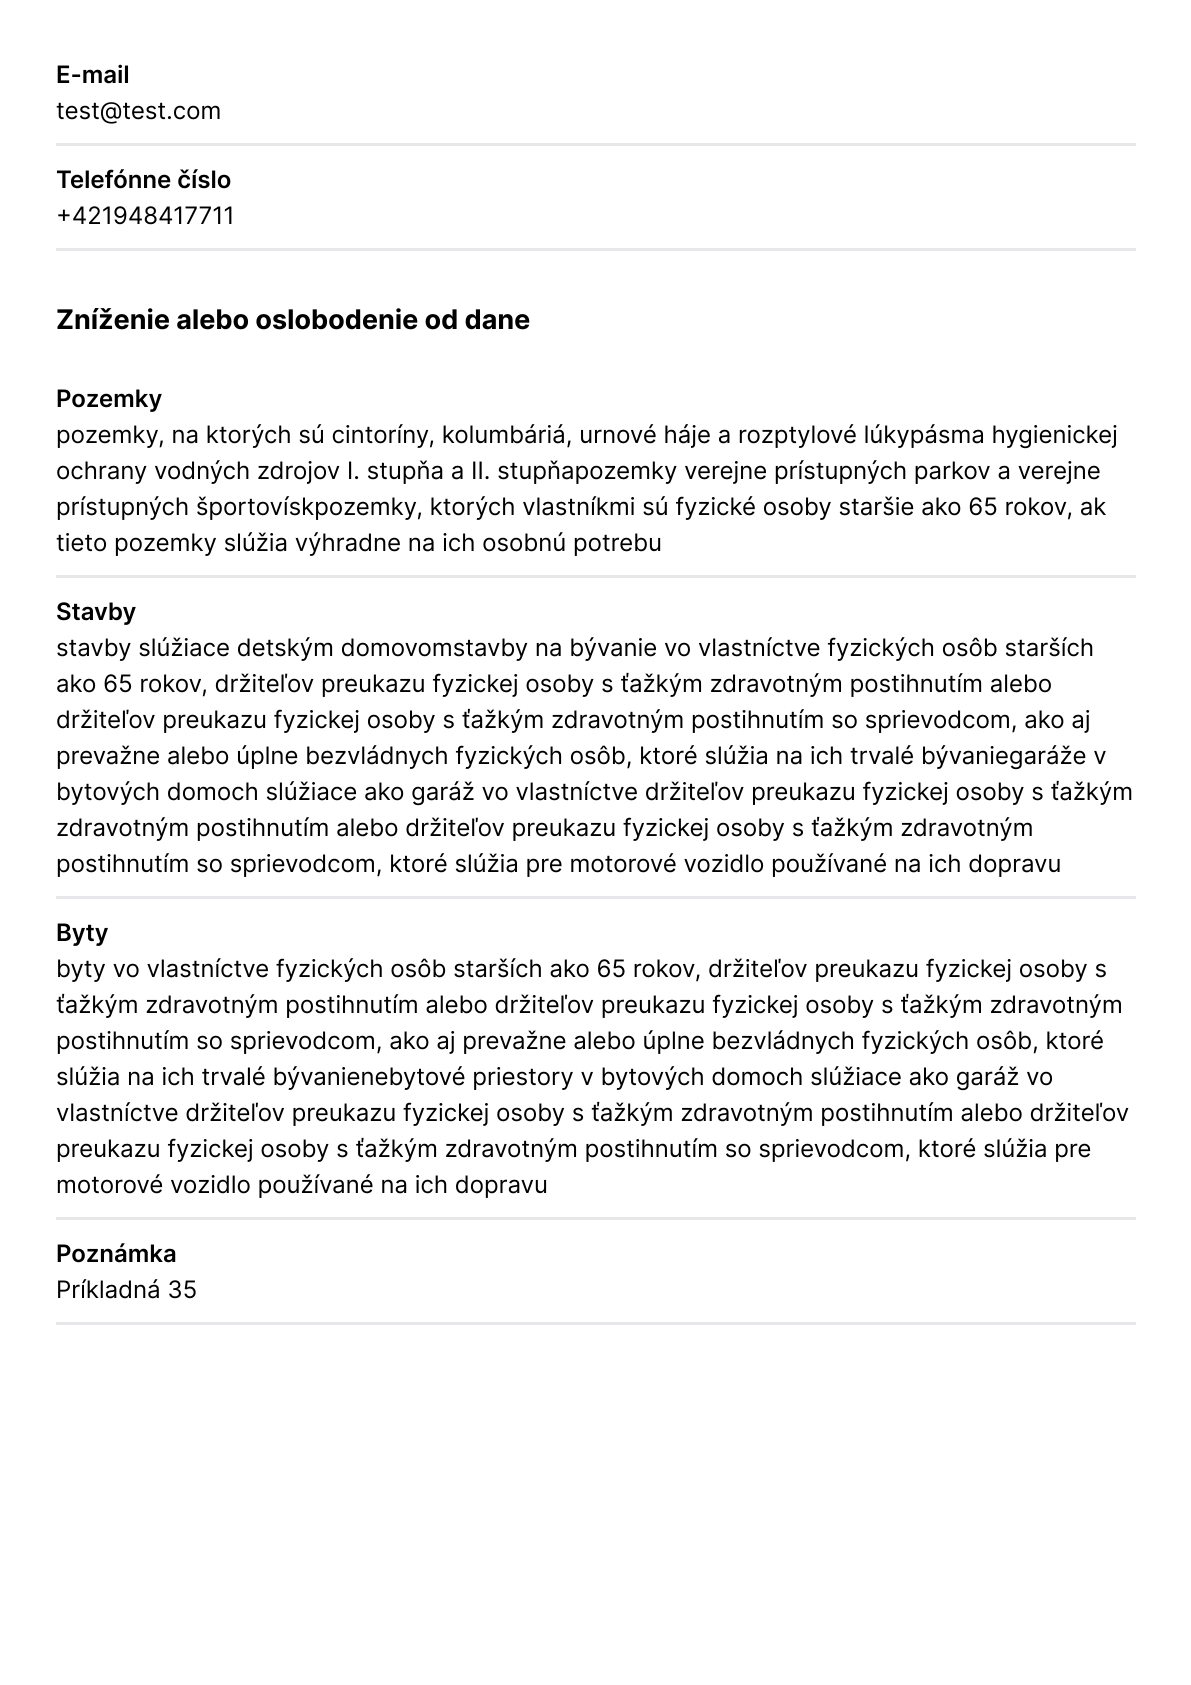 E-mail
test@test.com
Telefónne číslo
+421948417711
Zníženie alebo oslobodenie od dane
Pozemky
pozemky, na ktorých sú cintoríny, kolumbáriá, urnové háje a rozptylové lúkypásma hygienickej
ochrany vodných zdrojov I. stupňa a II. stupňapozemky verejne prístupných parkov a verejne
prístupných športovískpozemky, ktorých vlastníkmi sú fyzické osoby staršie ako 65 rokov, ak
tieto pozemky slúžia výhradne na ich osobnú potrebu
Stavby
stavby slúžiace detským domovomstavby na bývanie vo vlastníctve fyzických osôb starších
ako 65 rokov, držiteľov preukazu fyzickej osoby s ťažkým zdravotným postihnutím alebo
držiteľov preukazu fyzickej osoby s ťažkým zdravotným postihnutím so sprievodcom, ako aj
prevažne alebo úplne bezvládnych fyzických osôb, ktoré slúžia na ich trvalé bývaniegaráže v
bytových domoch slúžiace ako garáž vo vlastníctve držiteľov preukazu fyzickej osoby s ťažkým
zdravotným postihnutím alebo držiteľov preukazu fyzickej osoby s ťažkým zdravotným
postihnutím so sprievodcom, ktoré slúžia pre motorové vozidlo používané na ich dopravu
Byty
byty vo vlastníctve fyzických osôb starších ako 65 rokov, držiteľov preukazu fyzickej osoby s
ťažkým zdravotným postihnutím alebo držiteľov preukazu fyzickej osoby s ťažkým zdravotným
postihnutím so sprievodcom, ako aj prevažne alebo úplne bezvládnych fyzických osôb, ktoré
slúžia na ich trvalé bývanienebytové priestory v bytových domoch slúžiace ako garáž vo
vlastníctve držiteľov preukazu fyzickej osoby s ťažkým zdravotným postihnutím alebo držiteľov
preukazu fyzickej osoby s ťažkým zdravotným postihnutím so sprievodcom, ktoré slúžia pre
motorové vozidlo používané na ich dopravu
Poznámka
Príkladná 35